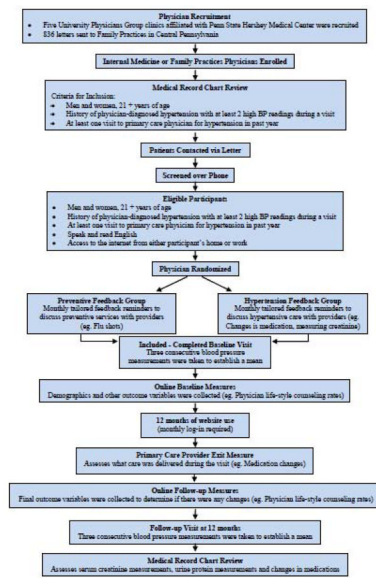 Physician Recruitment
• Five University Physicians Group clinics affiliated with Penn State Hershey Medical Center were recruited
• 836 letters sent to Family Practices in Central Pennsylvania
Internal Medicine or Family Practices Physicians Enrolled
Medical Record Chart Review
Criteria for Inclusion:
Men and women, 21 + years of age
History of physician-diagnosed hypertension with at least 2 high BP readings during a visit
At least one visit to primary care physician for hypertension in past year
Patients Contacted via Letter
Screened over Phone
Eligible Participants
• Men and women, 21 + years of age
• History of physician-diagnosed hypertension with at least 2 high BP readings during a visit
• At least one visit to primary care physician for hypertension in past year
• Speak and read English
• Access to the internet from either participant's home or work
Physician Randomized
Preventive Feedback Group
Monthly tailored feedback reminders to
discuss preventive services with providers
(eg. Flu shots)
Hypertension Feedback Group
Monthly tailored feedback reminders to
discuss hypertensive care with providers (eg.
Changes is medication, measuring creatinine)
Included - Completed Baseline Visit
Three consecutive blood pressure
measurements were taken to establish a mean
Online Baseline Measures
Demographics and other outcome variables were collected (eg. Physician life-style counseling rates)
12 months of website use
(monthly log-in required)
Primary Care Provider Exit Measure
Assesses what care was delivered during the visit (eg. Medication changes)
Online Follow-up Measures
Final outcome variables were collected to determine if there were any changes (eg. Physician life-style counseling rates)
Follow-up Visit at 12 months
Three consecutive blood pressure measurements were taken to establish a mean
Medical Record Chart Review
Assesses serum creatinine measurements, urine protein measurements and changes in medications